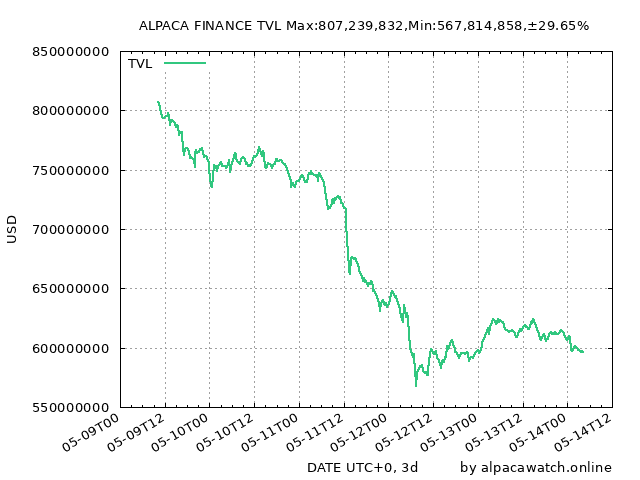 ALPACA FINANCE TVL Max:807,239,832,Min:567,814,858,±29.65%
850000000
TVL
800000000
750000000
700000000
USD
650000000
600000000
550000000
05-09T00
05-09T12
05-10T00
05-10T12
05-11T00
05-11T12
05-12T00
05-12T12
05-13T00
05-13T12
05-14T00
05-14T12
DATE UTC+0, 3d
by alpacawatch.online